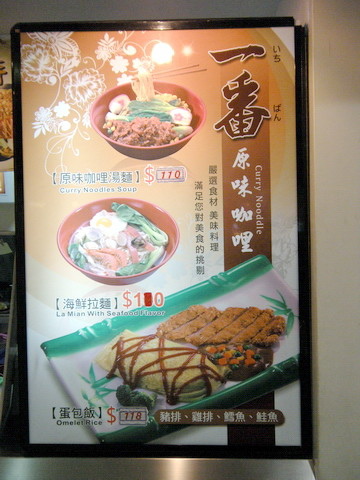 一番
いち
ばん
原味咖哩
Curry Nooddle
嚴選食材 美味料理
滿足您對美食的挑剔
【原味咖哩湯麵】$110
Curry Noodles Soup
【海鮮拉麵】$130
La Mian With Seafood Flavor
【蛋包飯】$118
Omelet Rice
豬排、雞排、鱈魚、鮭魚